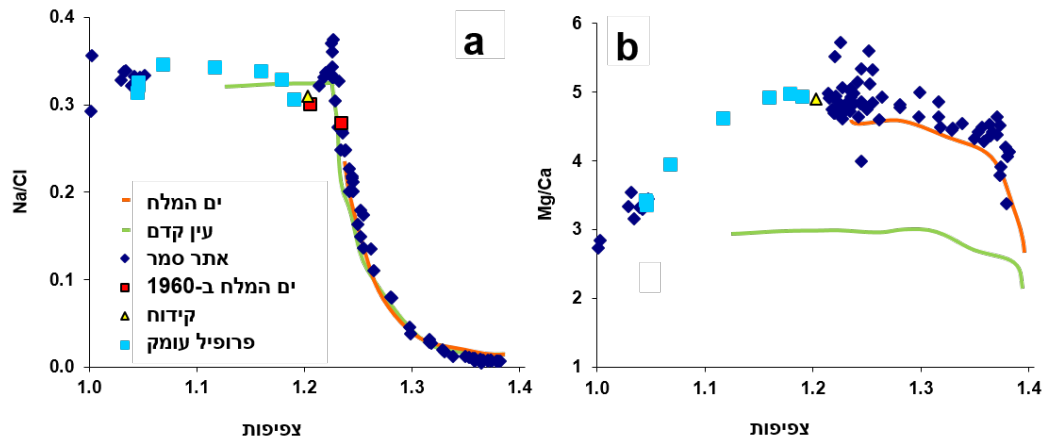 a
Na/Cl
0.4
0.3
0.2
0.1
0.0
1.0 1.1 1.2 1.3 1.4
צפיפות
ים המלח
עין קדם
אתר סמר
ים המלח ב-1960
קידוח
פרופיל עומק
b
Mg/Ca
6
5
4
3
2
1
1.0 1.1 1.2 1.3 1.4
צפיפות